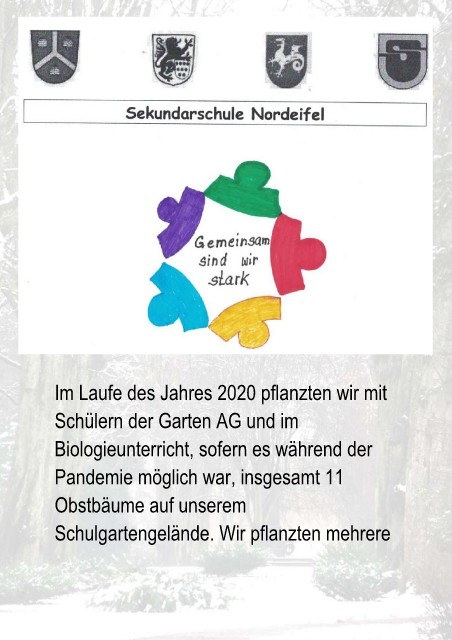 Sekundarschule Nordeifel
Gemeinsam
sind wir
stark
Im Laufe des Jahres 2020 pflanzten wir mit
Schülern der Garten AG und im
Biologieunterricht, sofern es während der
Pandemie möglich war, insgesamt 11
Obstbäume auf unserem
Schulgartengelände. Wir pflanzten mehrere